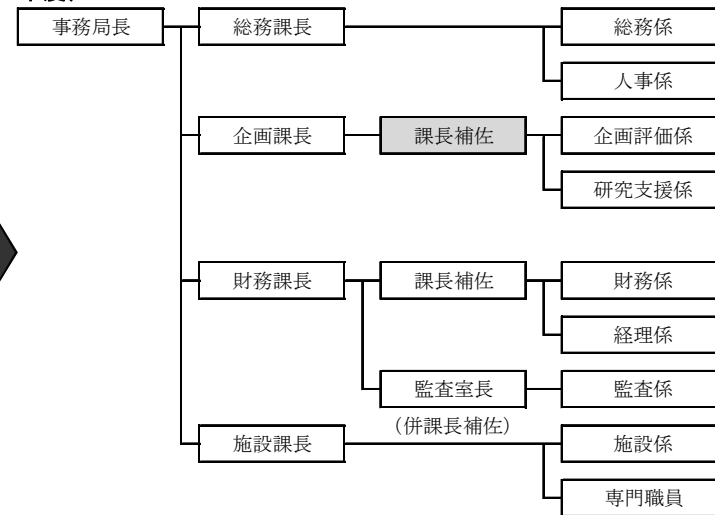 事務局長
総務課長
総務係
人事係
企画課長
課長補佐
企画評価係
研究支援係
財務課長
課長補佐
財務係
経理係
監査室長
監査係
（併課長補佐）
施設課長
施設係
専門職員